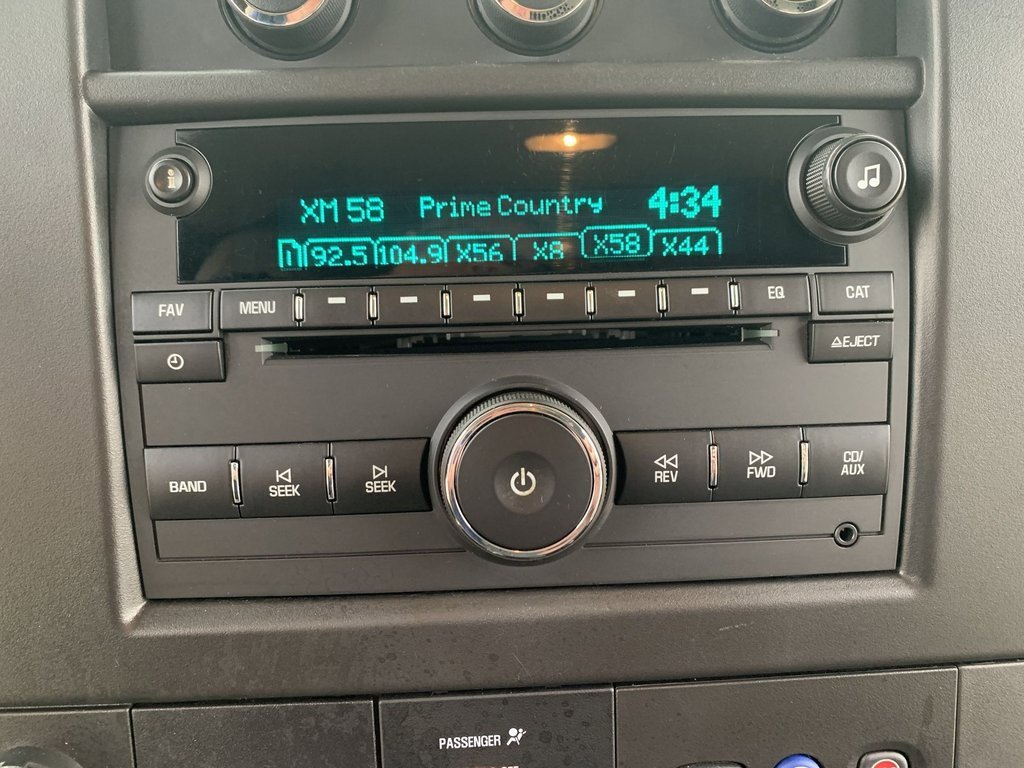 i
XM 58 Prime Country 4:34
1 92.5 104.9 X56 X8 X58 X44
FAV MENU EQ CAT
EJECT
BAND SEEK SEEK REV FWD CD/
AUX
PASSENGER